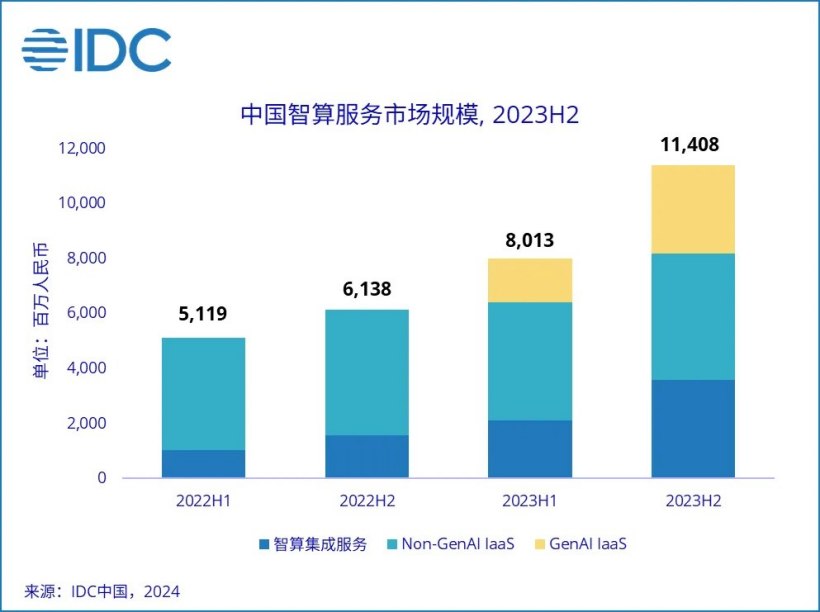 IDC
中国智算服务市场规模, 2023H2
单位：百万人民币
12,000
10,000
8,000
6,000
4,000
2,000
0
5,119
6,138
8,013
11,408
2022H1 2022H2 2023H1 2023H2
智算集成服务 Non-GenAI IaaS GenAI IaaS
来源：IDC中国，2024